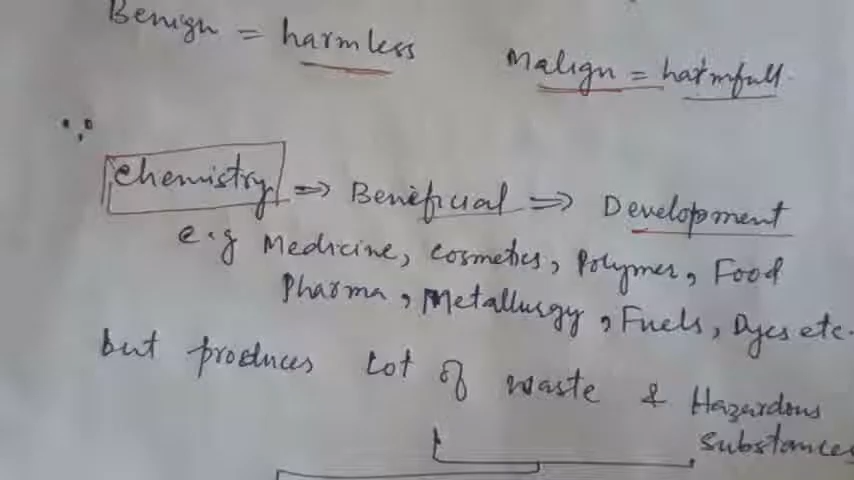 Benign = harmless
Malign = harmfull.
Chemistry ⇒ Beneficial ⇒ Development
e.g Medicine, Cosmetics, Polymer, Food
Pharma, Metallurgy, Fuels, Dyes etc.
but produces lot of waste & Hazardous
substances